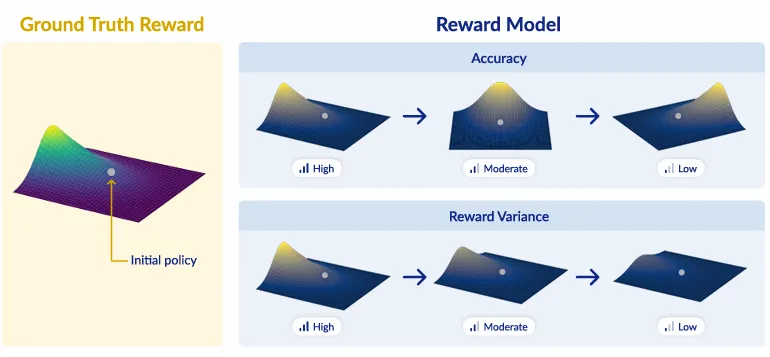 Ground Truth Reward
Initial policy
Reward Model
Accuracy
High
Moderate
Low
Reward Variance
High
Moderate
Low